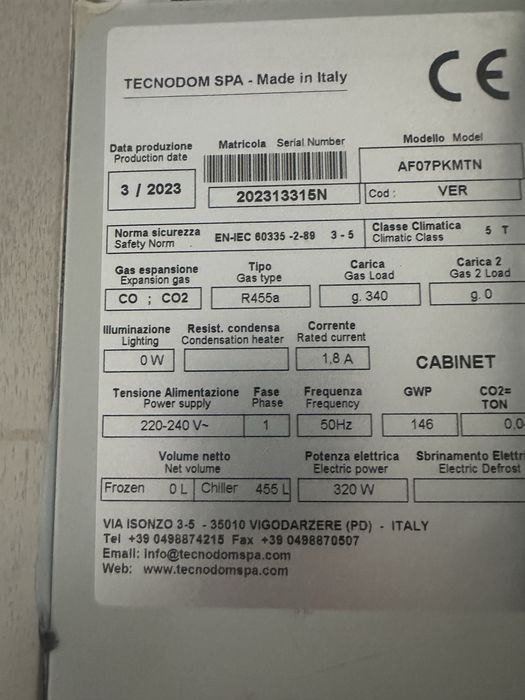 TECNODOM SPA - Made in Italy
CE
Data produzione
Production date
3 / 2023
Matricola Serial Number
202313315N
Modello Model
AF07PKMTN
Cod : VER
Norma sicurezza
Safety Norm
EN-IEC 60335 -2-89 3 - 5
Classe Climatica
Climatic Class
5 T
Gas espansione
Expansion gas
CO ; CO2
Tipo
Gas type
R455a
Carica
Gas Load
g. 340
Carica 2
Gas 2 Load
g. 0
Illuminazione
Lighting
0 W
Resist. condensa
Condensation heater
Corrente
Rated current
1,8 A
CABINET
Tensione Alimentazione
Power supply
220-240 V~
Fase
Phase
1
Frequenza
Frequency
50Hz
GWP
146
CO2=
TON
0,0
Volume netto
Net volume
Frozen 0 L Chiller 455 L
Potenza elettrica
Electric power
320 W
Sbrinamento Elettr
Electric Defrost
VIA ISONZO 3-5 - 35010 VIGODARZERE (PD) - ITALY
Tel +39 0498874215 Fax +39 0498870507
Email: info@tecnodomspa.com
Web: www.tecnodomspa.com